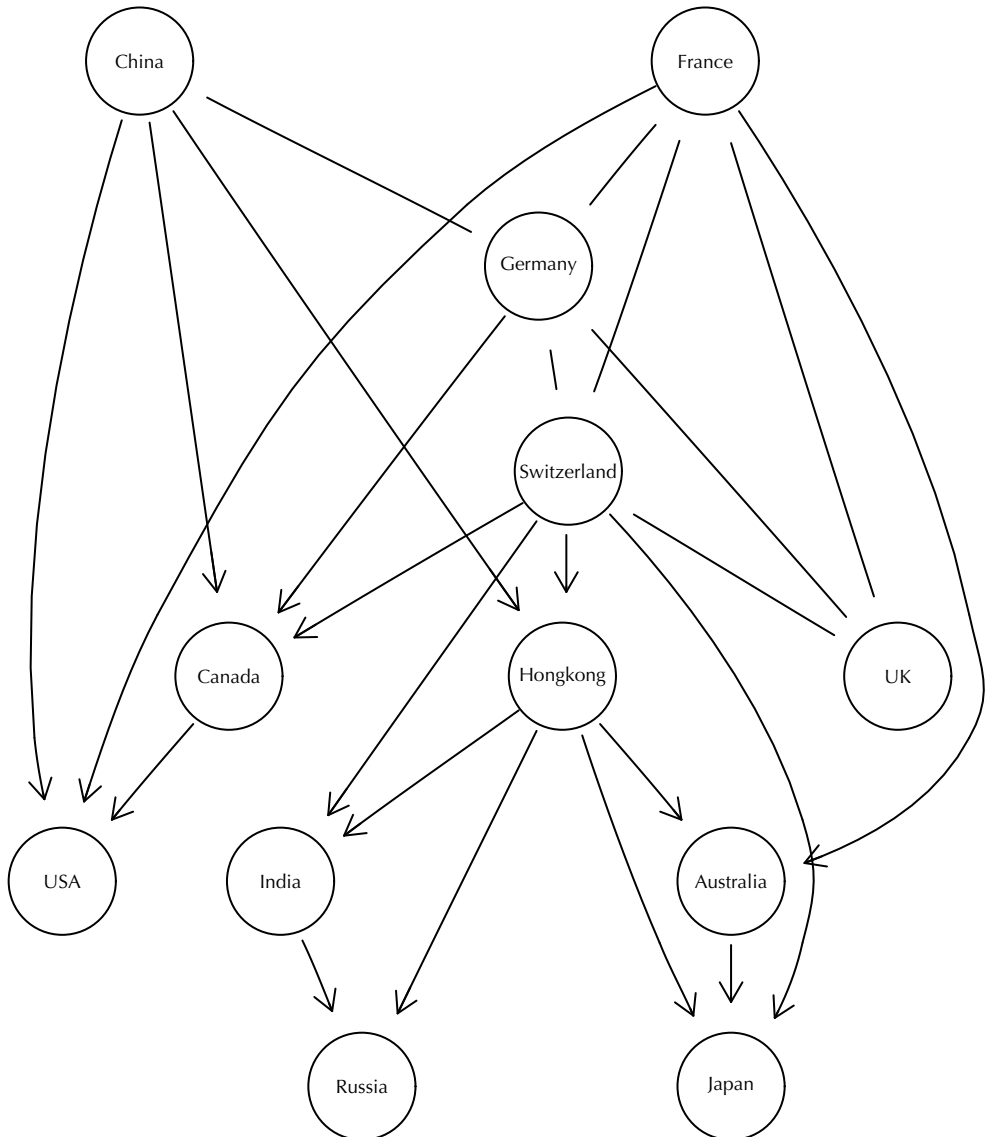 China
France
Germany
Switzerland
Canada
Hongkong
UK
USA
India
Australia
Russia
Japan